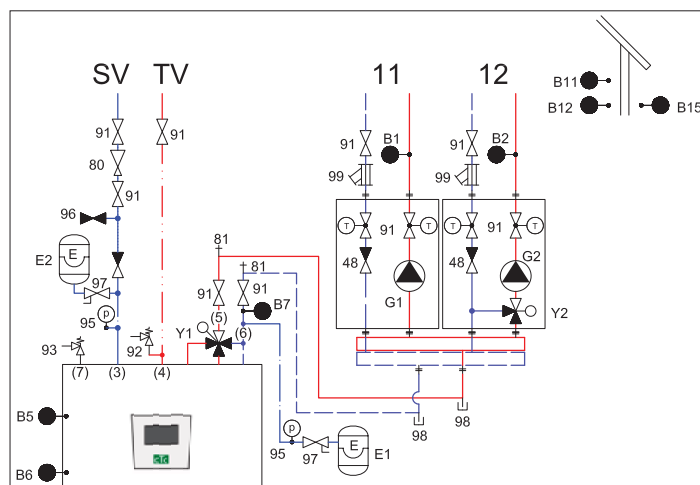 SV TV 11 12
B11
B12 B15
91 91 91 B1 91 B2
80
99 99
91
96
T 91 T T 91 T
E2 E
81
48 48 G2
81
97
91 91
G1
B7
Y2
95 P
(5)
Y1 (6)
93 92
(7) (3) (4)
B5
P
98 98
95 97 E E1
cTc
B6